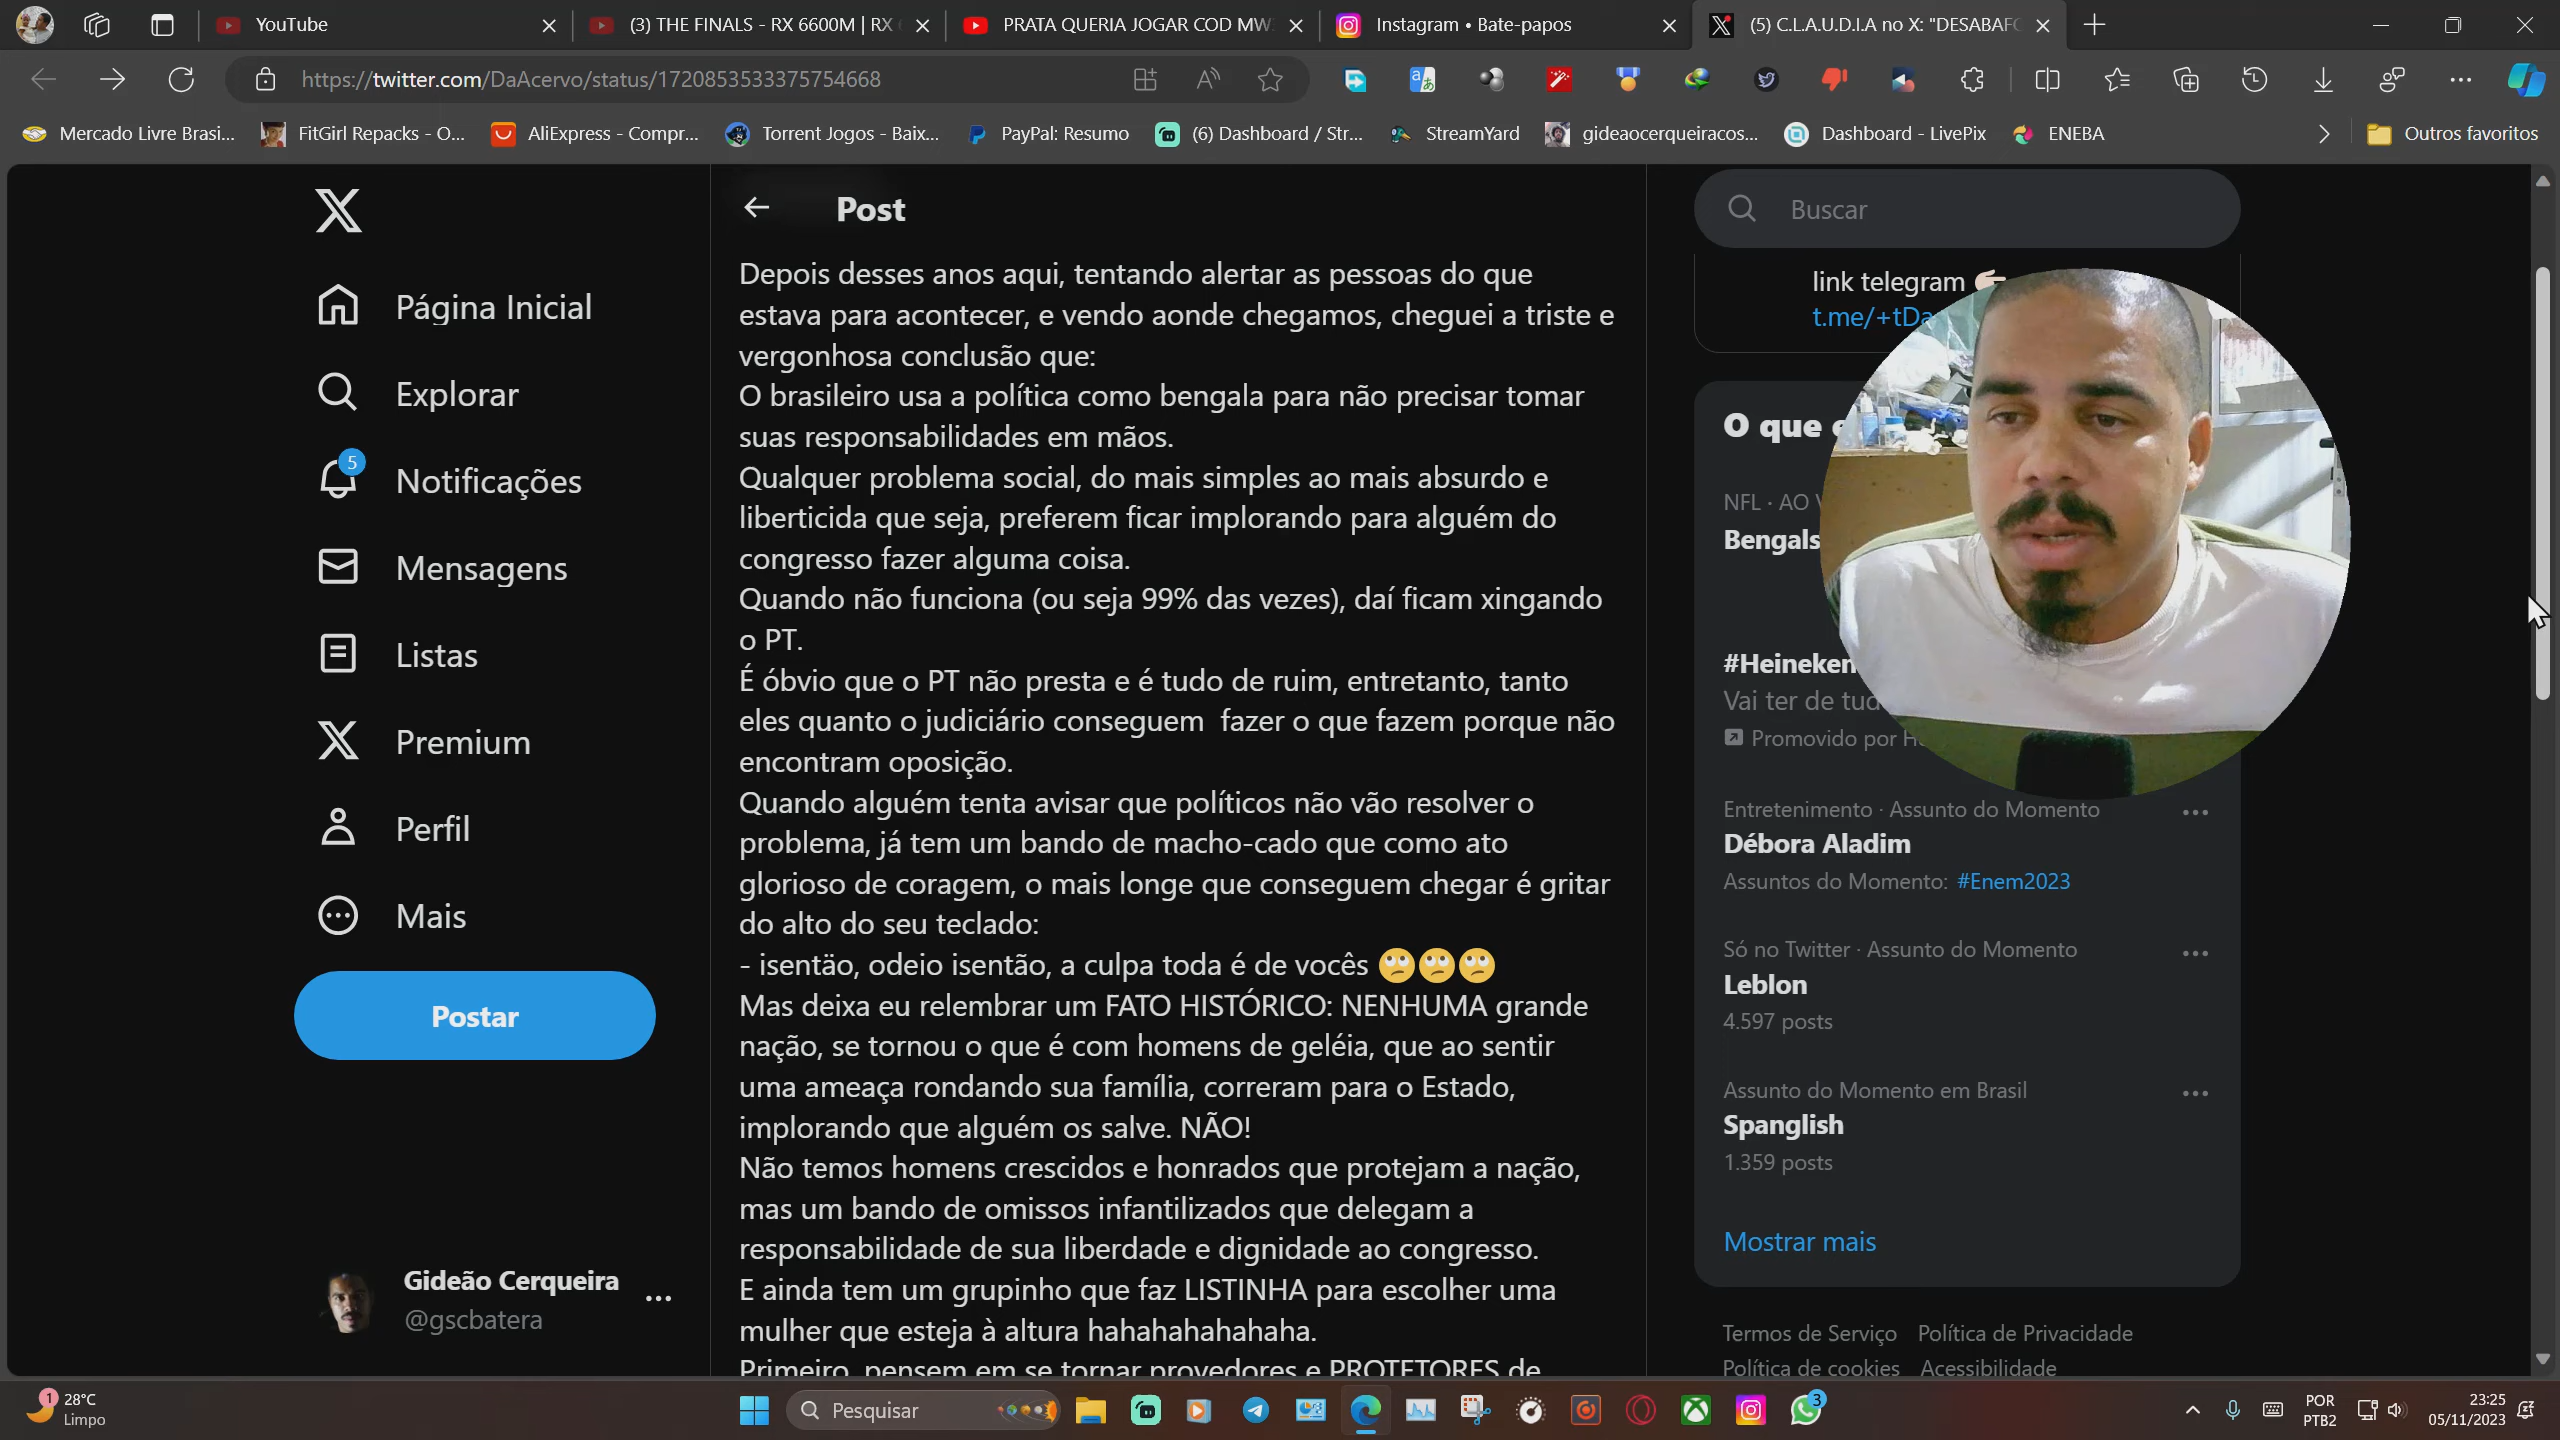 YouTube
(3) THE FINALS - RX 6600M | RX
PRATA QUERIA JOGAR COD MW
Instagram • Bate-papos
(5) C.L.A.U.D.I.A no X: "DESABAFO
https://twitter.com/DaAcervo/status/1720853533375754668
Mercado Livre Brasi...
FitGirl Repacks - O...
AliExpress - Compr...
Torrent Jogos - Baix...
PayPal: Resumo
(6) Dashboard / Str...
StreamYard
gideaocerqueiracos...
Dashboard - LivePix
ENEBA
Outros favoritos
X
Página Inicial
Explorar
5
Notificações
Mensagens
Listas
Premium
Perfil
Mais
Postar
Gideão Cerqueira
@gscbatera
Post
Depois desses anos aqui, tentando alertar as pessoas do que
estava para acontecer, e vendo aonde chegamos, cheguei a triste e
vergonhosa conclusão que:
O brasileiro usa a política como bengala para não precisar tomar
suas responsabilidades em mãos.
Qualquer problema social, do mais simples ao mais absurdo e
liberticida que seja, preferem ficar implorando para alguém do
congresso fazer alguma coisa.
Quando não funciona (ou seja 99% das vezes), daí ficam xingando
o PT.
É óbvio que o PT não presta e é tudo de ruim, entretanto, tanto
eles quanto o judiciário conseguem  fazer o que fazem porque não
encontram oposição.
Quando alguém tenta avisar que políticos não vão resolver o
problema, já tem um bando de macho-cado que como ato
glorioso de coragem, o mais longe que conseguem chegar é gritar
do alto do seu teclado:
- isentäo, odeio isentão, a culpa toda é de vocês 🙄🙄🙄
Mas deixa eu relembrar um FATO HISTÓRICO: NENHUMA grande
nação, se tornou o que é com homens de geléia, que ao sentir
uma ameaça rondando sua família, correram para o Estado,
implorando que alguém os salve. NÃO!
Não temos homens crescidos e honrados que protejam a nação,
mas um bando de omissos infantilizados que delegam a
responsabilidade de sua liberdade e dignidade ao congresso.
E ainda tem um grupinho que faz LISTINHA para escolher uma
mulher que esteja à altura hahahahahahaha.
Primeiro, pensem em se tornar provedores e PROTETORES de
Buscar
link telegram
t.me/+tDa
O que
NFL · AO
Bengals
#Heineken
Vai ter de tud
Promovido por
Entretenimento · Assunto do Momento
Débora Aladim
Assuntos do Momento: #Enem2023
Só no Twitter · Assunto do Momento
Leblon
4.597 posts
Assunto do Momento em Brasil
Spanglish
1.359 posts
Mostrar mais
Termos de Serviço Política de Privacidade
Política de cookies Acessibilidade
1
28°C
Limpo
Pesquisar
3
POR
PTB2
23:25
05/11/2023